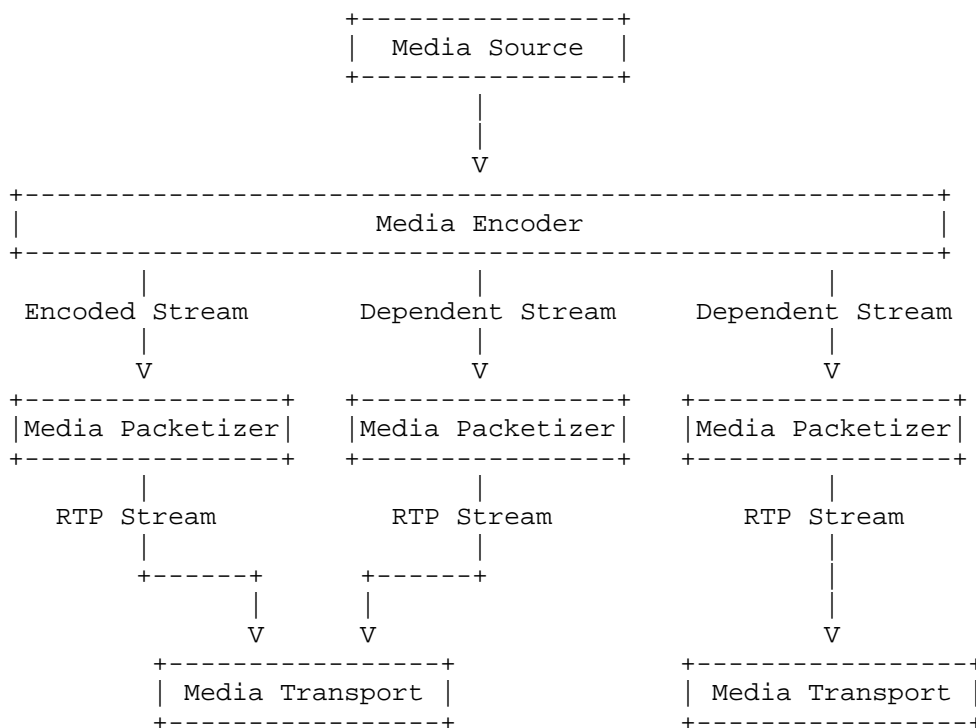 Media Source
V
Media Encoder
Encoded Stream Dependent Stream Dependent Stream
V V V
Media Packetizer Media Packetizer Media Packetizer
RTP Stream RTP Stream RTP Stream
V V V
Media Transport Media Transport